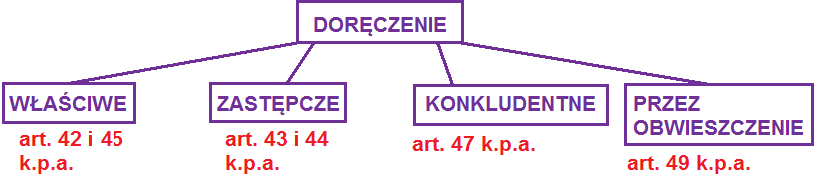 DORĘCZENIE
WŁAŚCIWE
art. 42 i 45
k.p.a.
ZASTĘPCZE
art. 43 i 44
k.p.a.
KONKLUDENTNE
art. 47 k.p.a.
PRZEZ
OBWIESZCZENIE
art. 49 k.p.a.